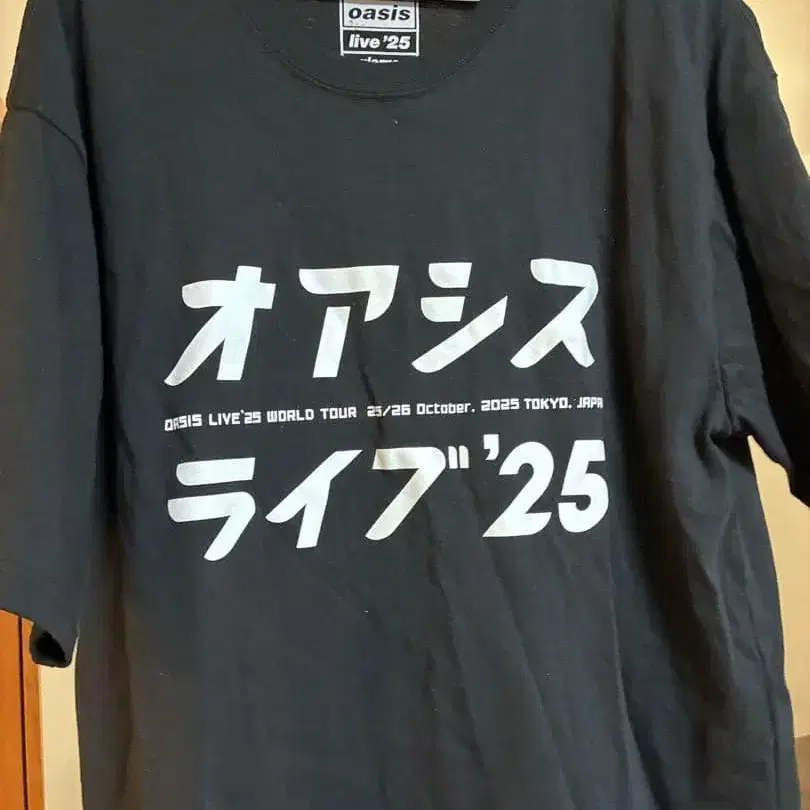 oasis
live '25
オアシス
OASIS LIVE'25 WORLD TOUR 25/26 October. 2025 TOKYO. JAPA
ライブ '25